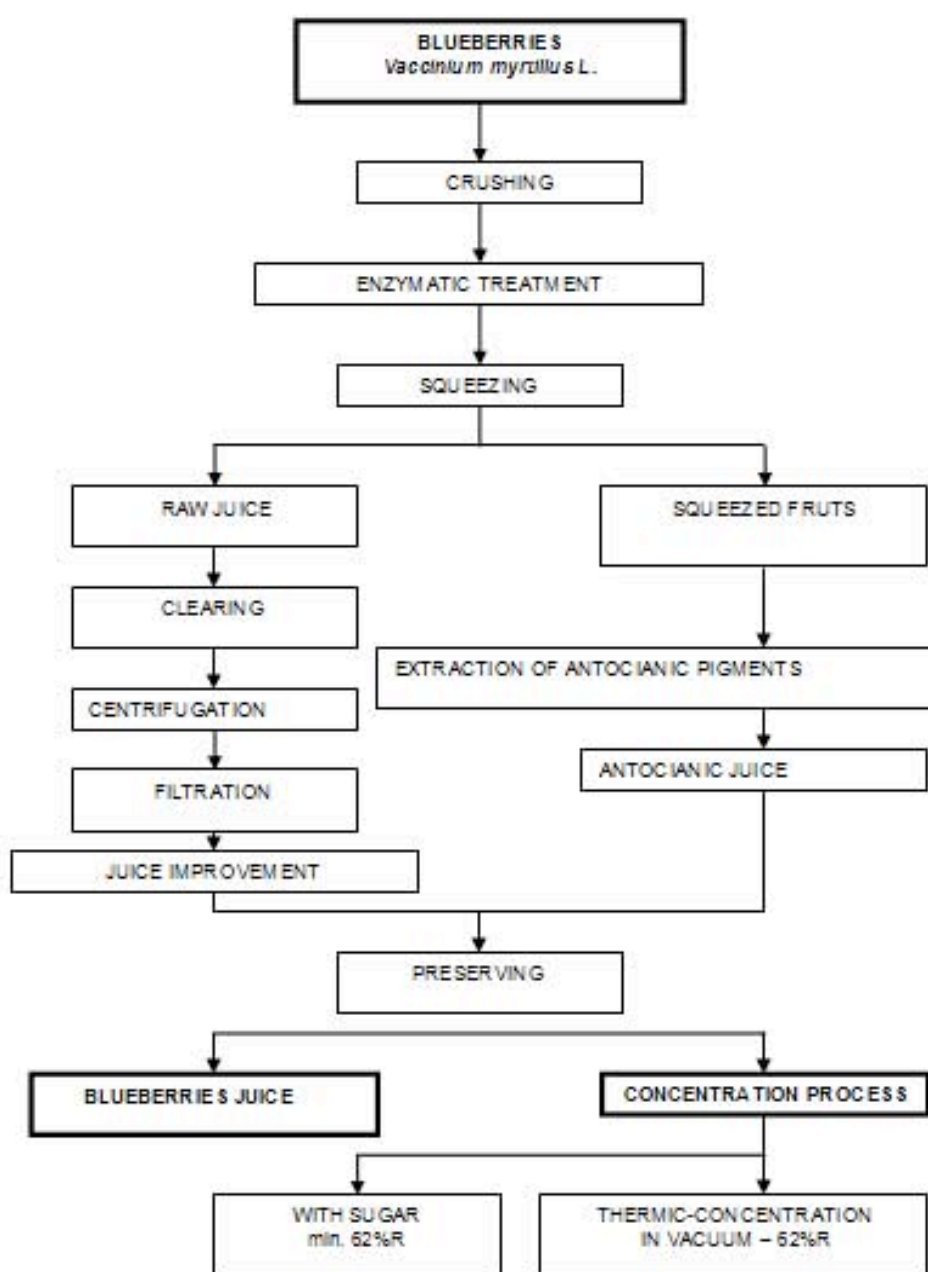 BLUEBERRIES
Vaccinium myrtillus L.
CRUSHING
ENZYMATIC TREATMENT
SQUEEZING
RAW JUICE
SQUEEZED FRUTS
CLEARING
EXTRACTION OF ANTOCIANIC PIGMENTS
CENTRIFUGATION
ANTOCIANIC JUICE
FILTRATION
JUICE IMPROVEMENT
PRESERVING
BLUEBERRIES JUICE
CONCENTRATION PROCESS
WITH SUGAR
min. 62%R
THERMIC-CONCENTRATION
IN VACUUM – 52%R